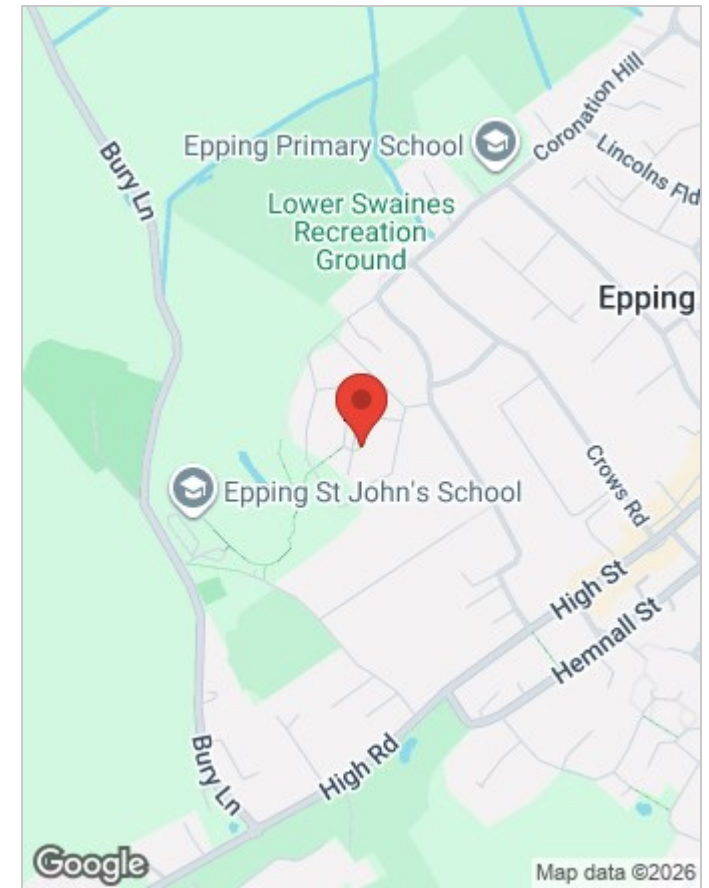 Bury Ln
Epping Primary School
Coronation Hill
Lincolns Fld
Lower Swaines
Recreation
Ground
Epping
Epping St John's School
Crows Rd
High St
Hemnall St
Bury Ln
High Rd
Google
Map data ©2026